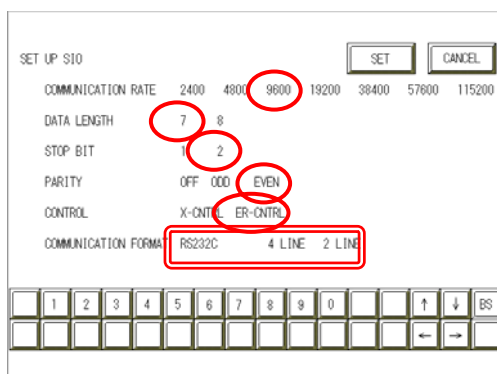 SET UP SIO SET CANCEL
COMMUNICATION RATE 2400 4800 9600 19200 38400 57600 115200
DATA LENGTH 7 8
STOP BIT 1 2
PARITY OFF ODD EVEN
CONTROL X-CNTRL ER-CNTRL
COMMUNICATION FORMAT RS232C 4 LINE 2 LINE
1 2 3 4 5 6 7 8 9 0 ↑ ↓ BS
← →